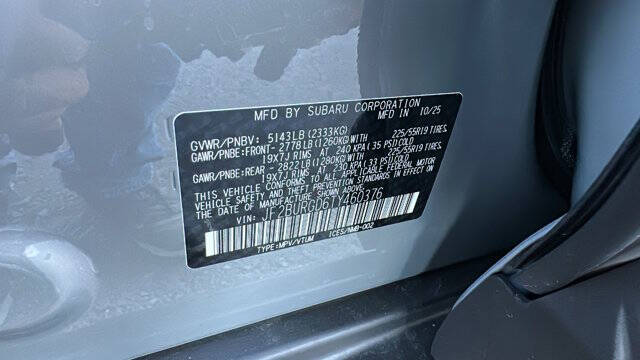 MFD BY SUBARU CORPORATION
MFD IN 10/25
GVWR/PNBV: 5143LB (2333KG)
GAWR/PNBE:FRONT-2778LB(1260KG)WITH 225/55R19 TIRES,
19X7J RIMS AT 240 KPA(35 PSI)COLD
GAWR/PNBE:REAR -2822LB(1280KG)WITH 225/55R19 TIRES,
19X7J RIMS AT 230 KPA(33 PSI)COLD
THIS VEHICLE CONFORMS TO ALL APPLICABLE FEDERAL MOTOR
VEHICLE SAFETY STANDARDS IN EFFECT ON
THE DATE OF MANUFACTURE SHOWN ABOVE.
VIN: JF2BURGD6TY460376
TYPE:MPV/VTUM ICES/NMB-002